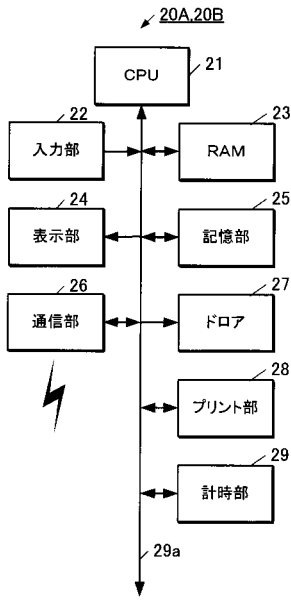 20A,20B
CPU
21
22
入力部
23
RAM
24
表示部
25
記憶部
26
通信部
27
ドロア
28
プリント部
29
計時部
29a